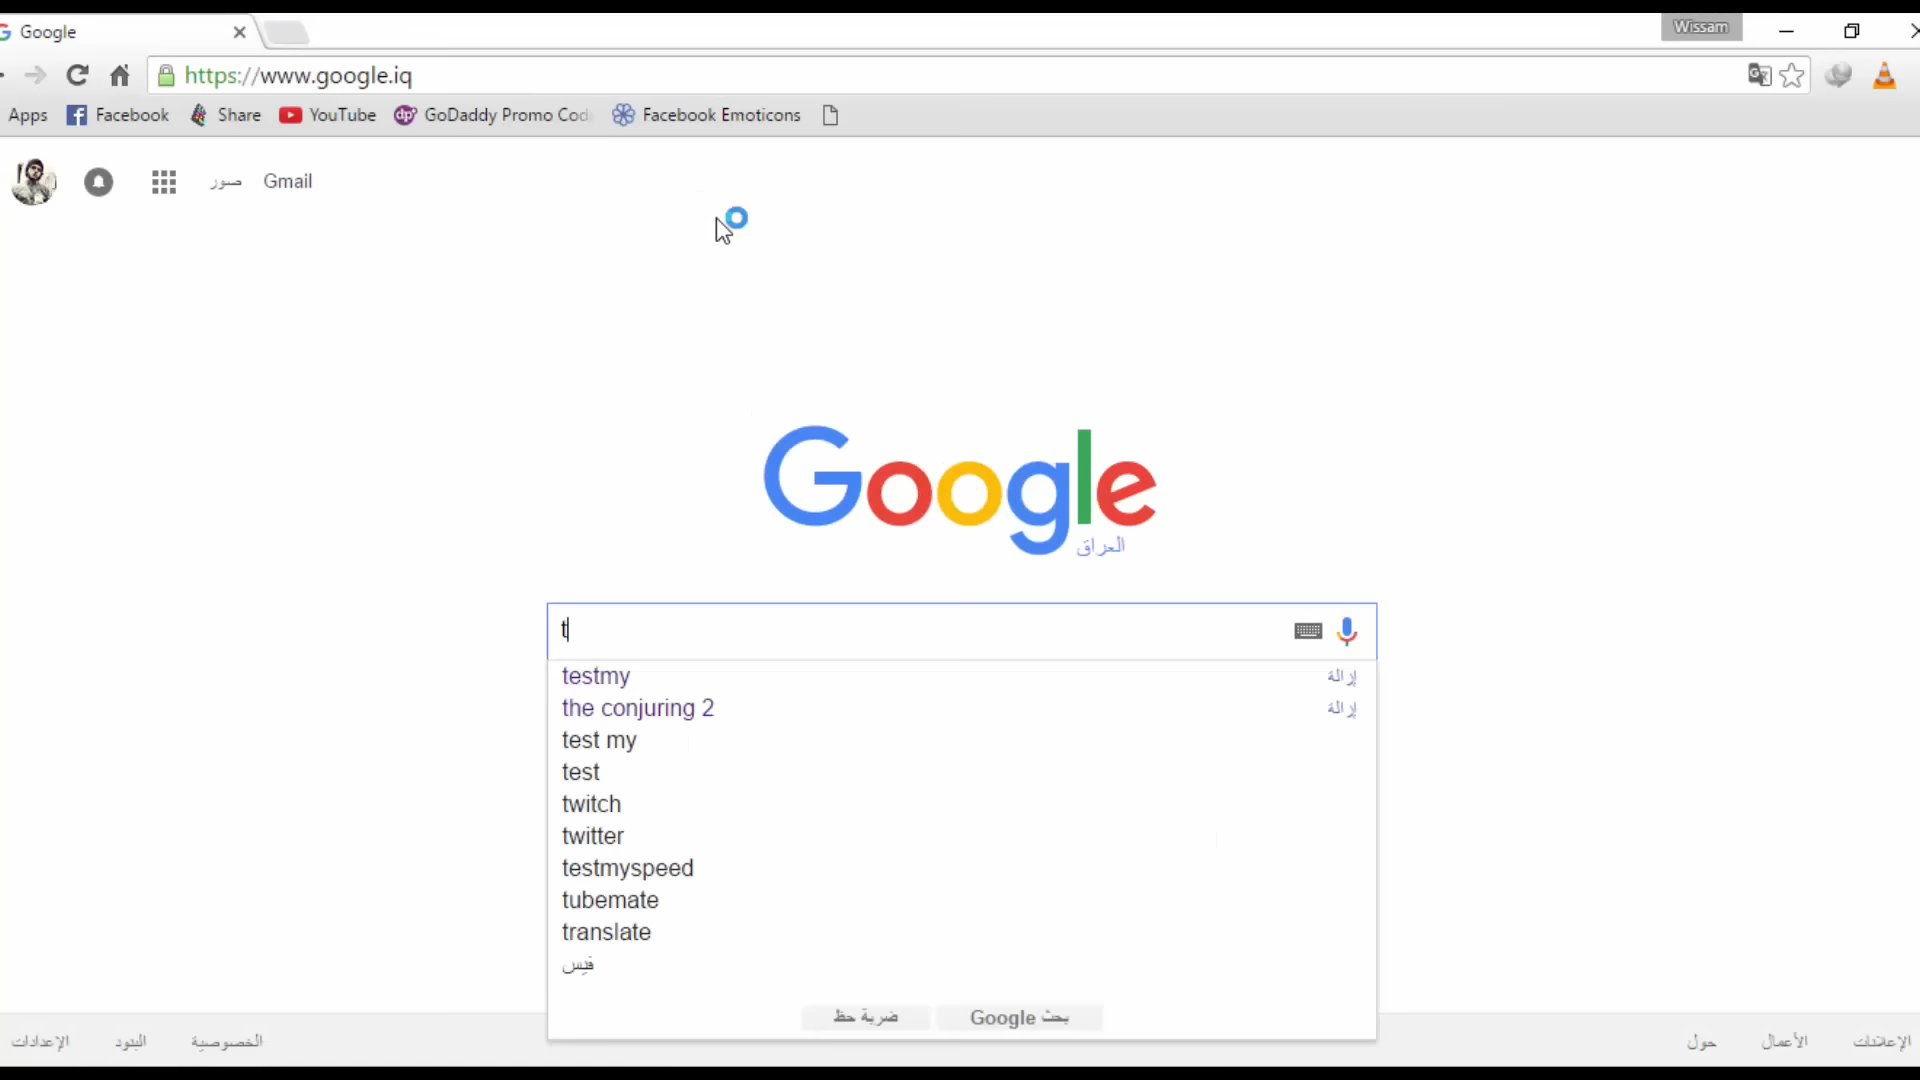 Google
Wissam
https://www.google.iq
Apps
Facebook
Share
YouTube
GoDaddy Promo Cod
Facebook Emoticons
صور
Gmail
Google
العراق
t
testmy
إزالة
the conjuring 2
إزالة
test my
test
twitch
twitter
testmyspeed
tubemate
translate
فيس
بحث Google
ضربة حظ
الإعلانات
الأعمال
حول
الخصوصية
البنود
الإعدادات